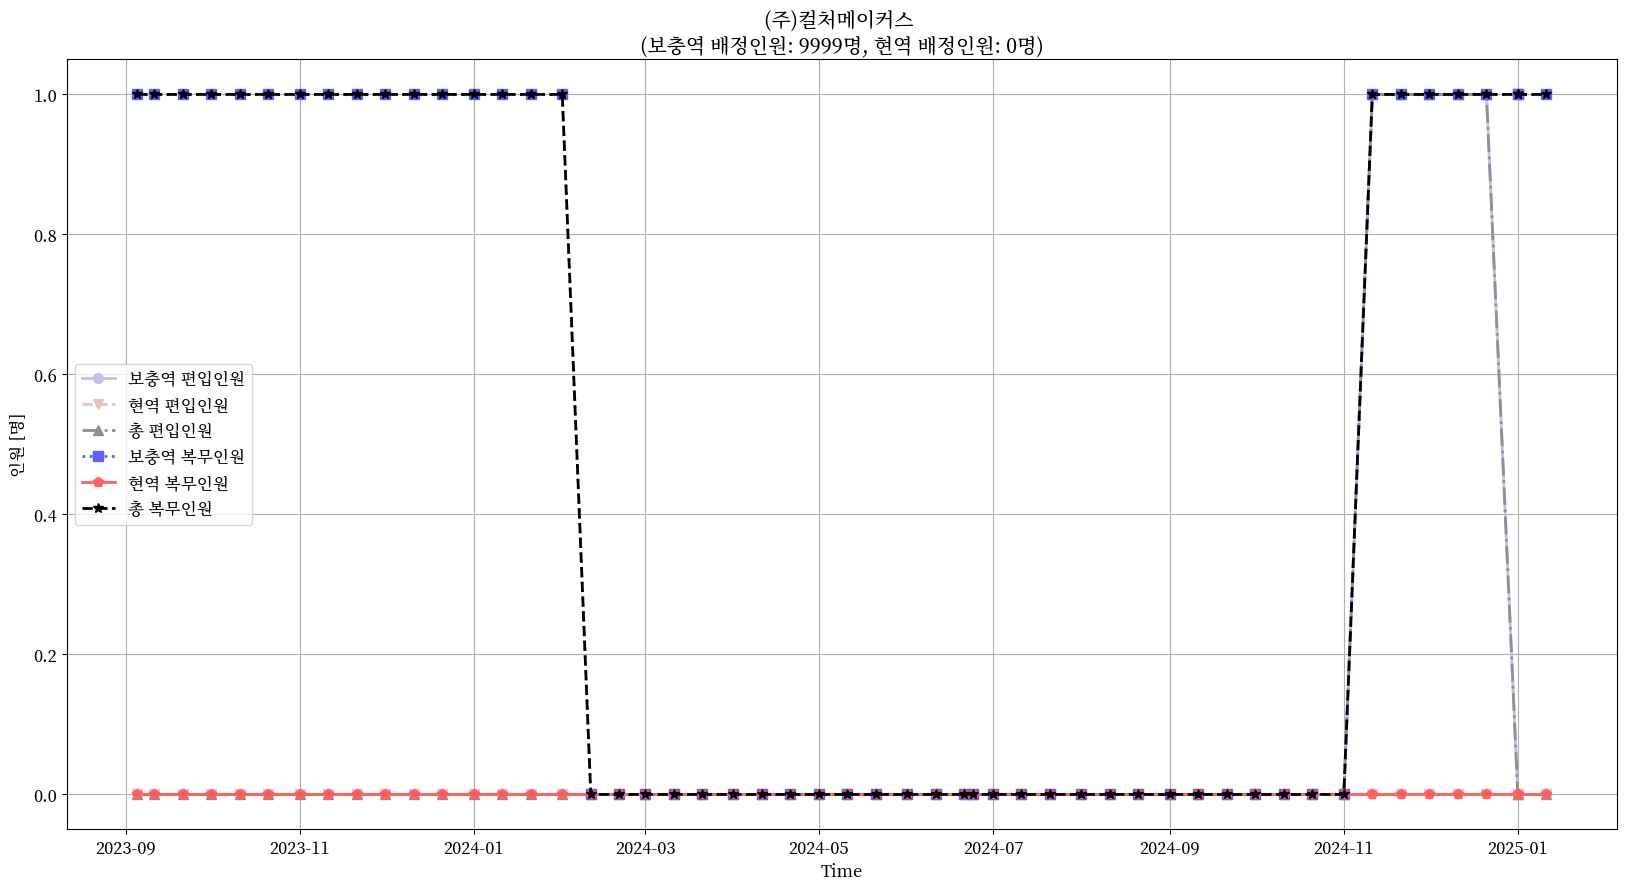 (주)컬처메이커스
(보충역 배정인원: 9999명, 현역 배정인원: 0명)
1.0
0.8
0.6
0.4
0.2
0.0
인원 [명]
보충역 편입인원
현역 편입인원
총 편입인원
보충역 복무인원
현역 복무인원
총 복무인원
2023-09
2023-11
2024-01
2024-03
2024-05
2024-07
2024-09
2024-11
2025-01
Time